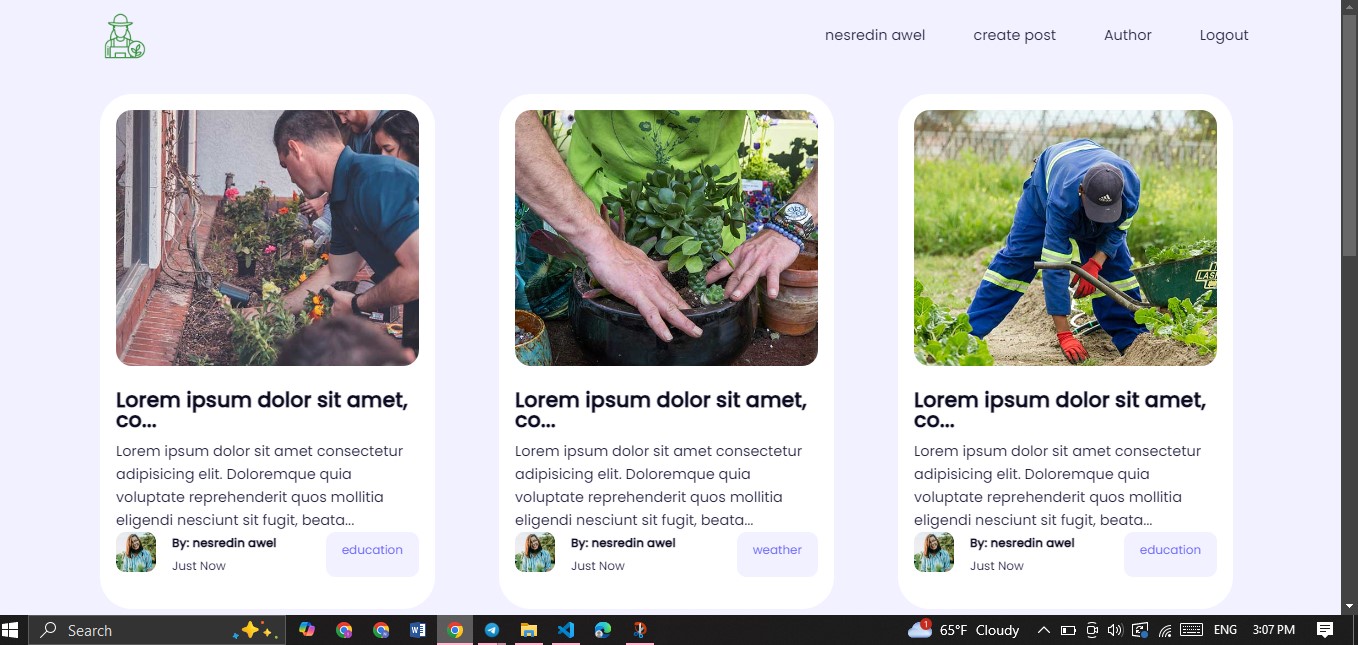 nesredin awel create post Author Logout
Lorem ipsum dolor sit amet,
co...
Lorem ipsum dolor sit amet consectetur
adipisicing elit. Doloremque quia
voluptate reprehenderit quos mollitia
eligendi nesciunt sit fugit, beata...
By: nesredin awel
Just Now
education
Lorem ipsum dolor sit amet,
co...
Lorem ipsum dolor sit amet consectetur
adipisicing elit. Doloremque quia
voluptate reprehenderit quos mollitia
eligendi nesciunt sit fugit, beata...
By: nesredin awel
Just Now
weather
Lorem ipsum dolor sit amet,
co...
Lorem ipsum dolor sit amet consectetur
adipisicing elit. Doloremque quia
voluptate reprehenderit quos mollitia
eligendi nesciunt sit fugit, beata...
By: nesredin awel
Just Now
education
Search 1 65°F Cloudy ENG 3:07 PM